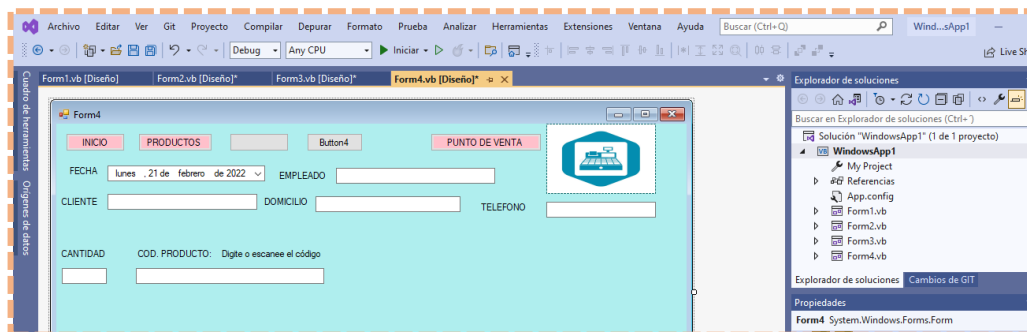 Archivo Editar Ver Git Proyecto Compilar Depurar Formato Prueba Analizar Herramientas Extensiones Ventana Ayuda Buscar (Ctrl+Q) Wind...sApp1
Debug Any CPU Iniciar Live Sh
Cuadro de herramientas Orígenes de datos
Form1.vb [Diseño] Form2.vb [Diseño]* Form3.vb [Diseño]* Form4.vb [Diseño]*
Form4
INICIO PRODUCTOS Button4 PUNTO DE VENTA
FECHA lunes , 21 de febrero de 2022 EMPLEADO
CLIENTE DOMICILIO TELEFONO
CANTIDAD COD. PRODUCTO: Digite o escanee el código
Explorador de soluciones
Buscar en Explorador de soluciones (Ctrl+´)
Solución "WindowsApp1" (1 de 1 proyecto)
VB WindowsApp1
My Project
Referencias
App.config
Form1.vb
Form2.vb
Form3.vb
Form4.vb
Explorador de soluciones Cambios de GIT
Propiedades
Form4 System.Windows.Forms.Form